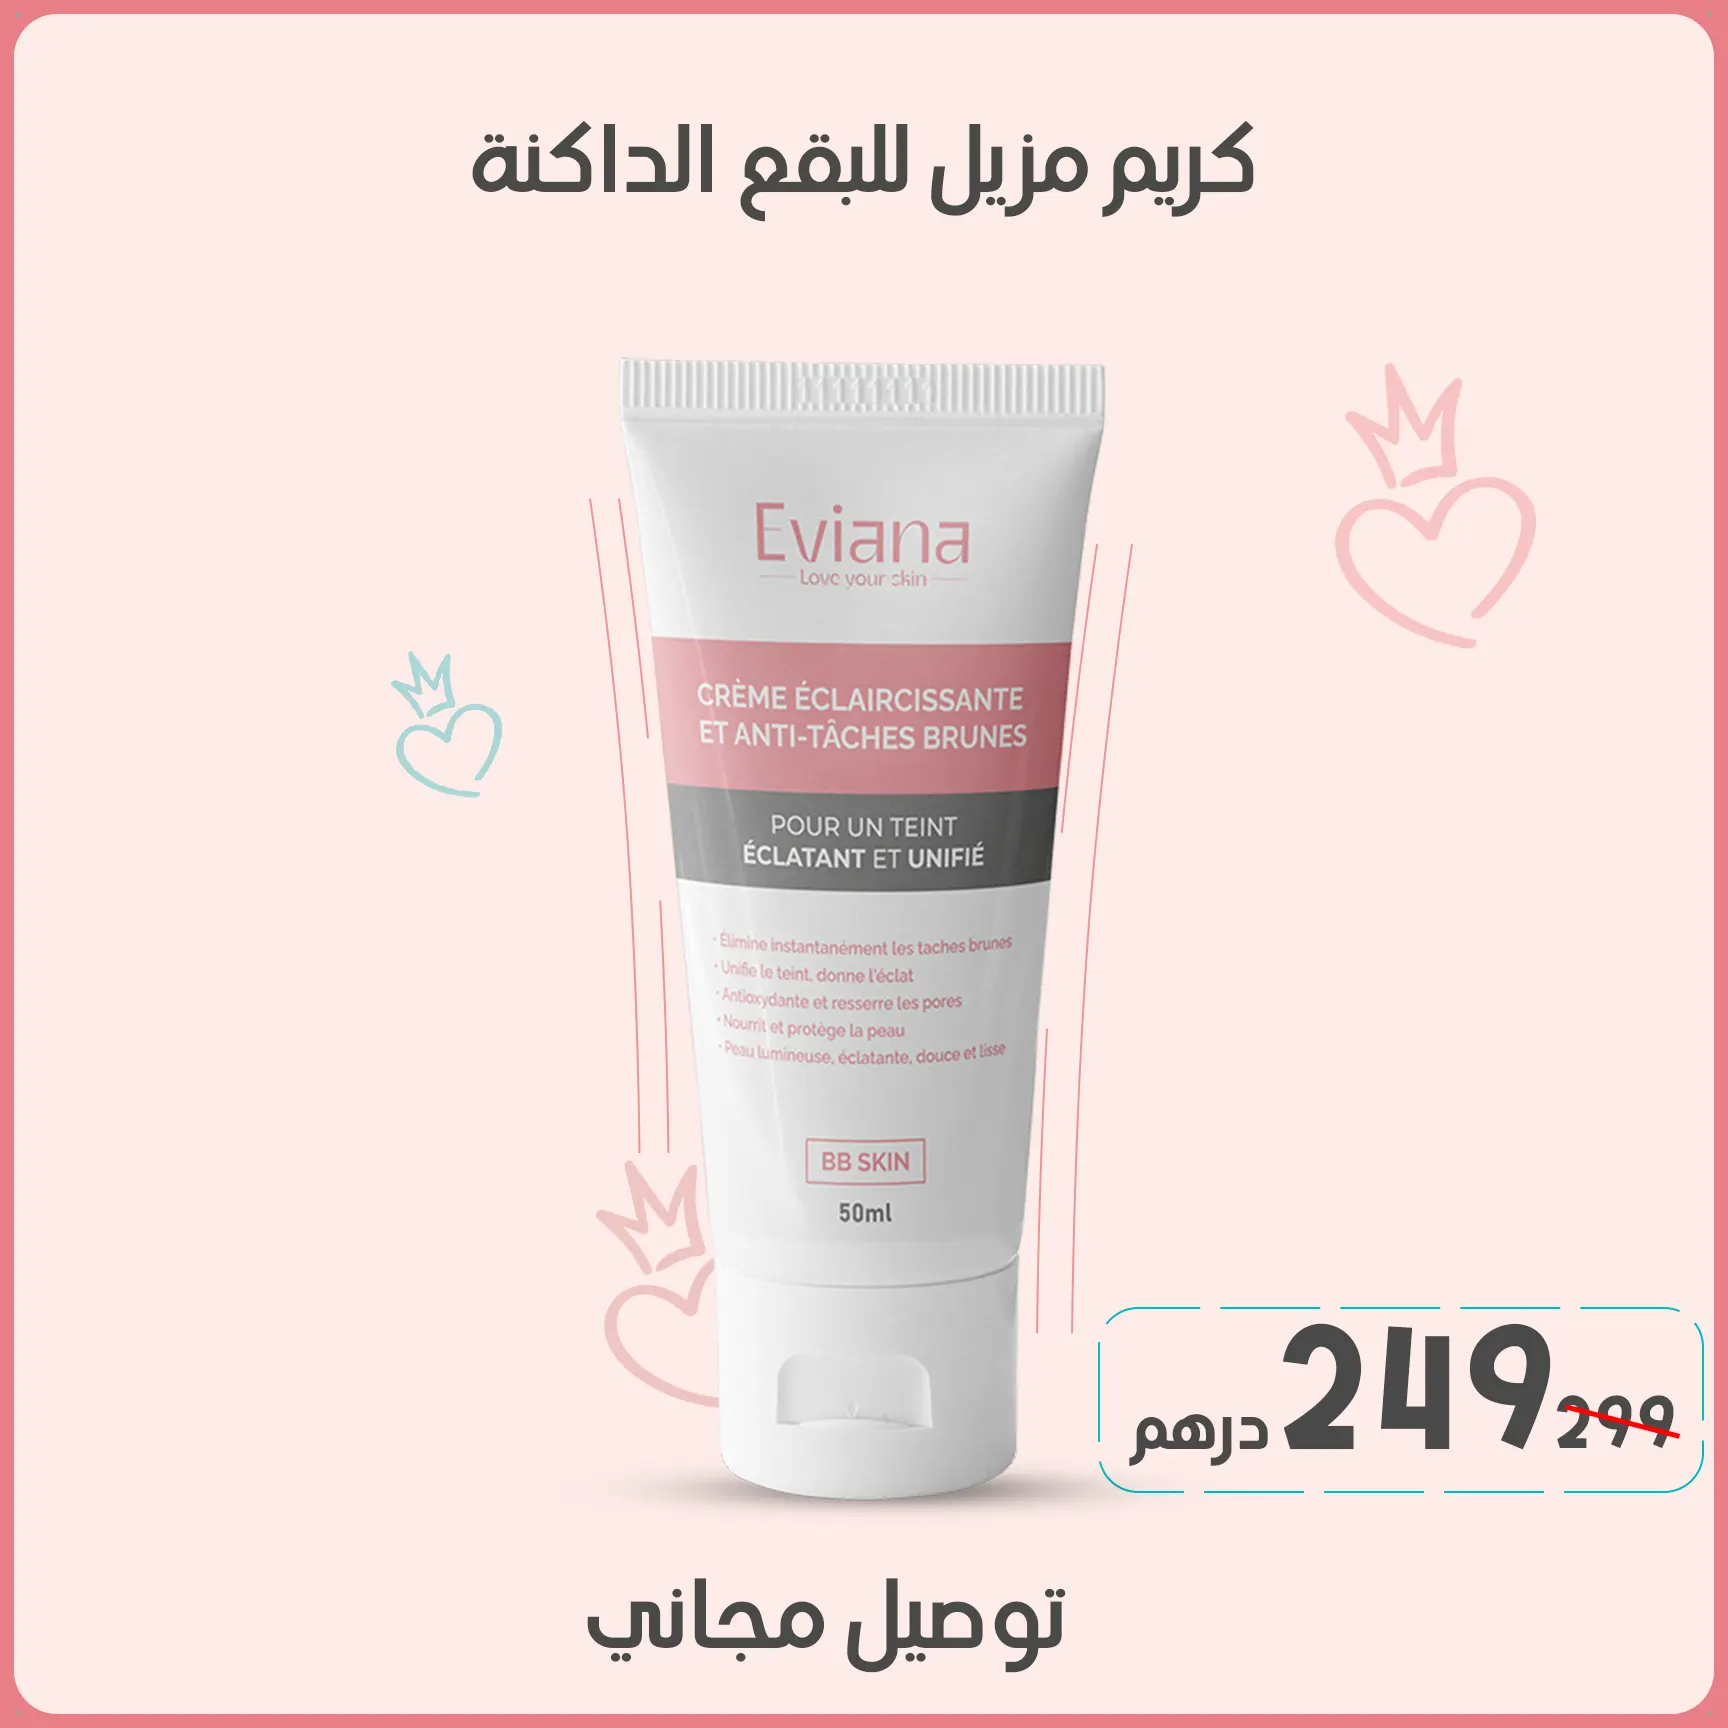 كريم مزيل للبقع الداكنة
Eviana
Love your skin
CRÈME ÉCLAIRCISSANTE
ET ANTI-TÂCHES BRUNES
POUR UN TEINT
ÉCLATANT ET UNIFIÉ
• Élimine instantanément les taches brunes
• Unifie le teint, donne l'éclat
• Antioxydante et resserre les pores
• Nourrit et protège la peau
• Peau lumineuse, éclatante, douce et lisse
BB SKIN
50ml
299 249 درهم
توصيل مجاني